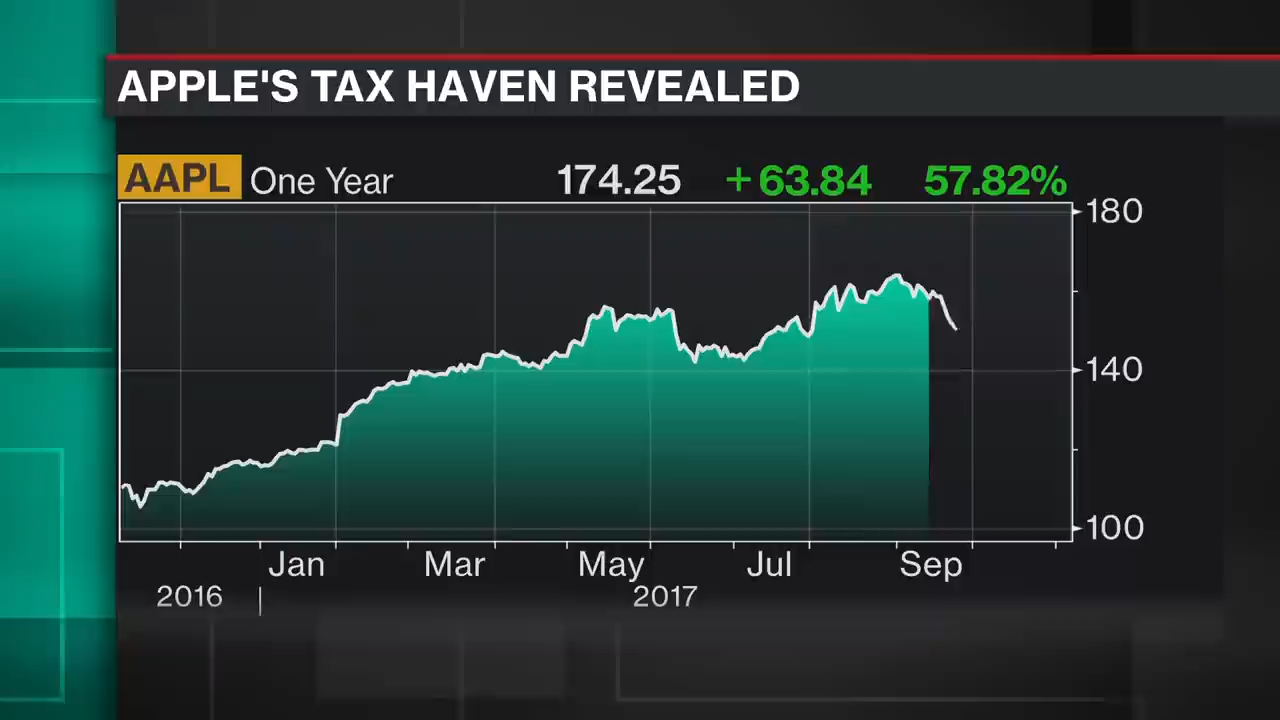 APPLE'S TAX HAVEN REVEALED
AAPL One Year 174.25 +63.84 57.82%
180
140
100
Jan Mar May Jul Sep
2016 2017